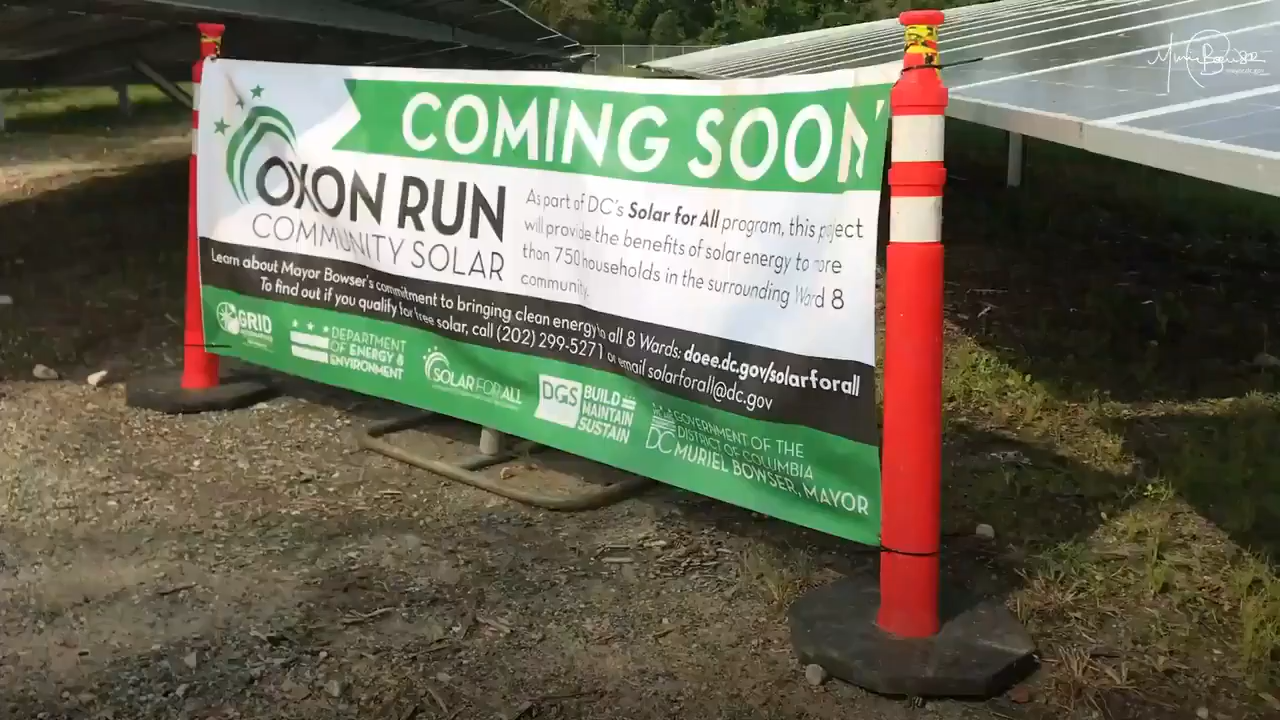 COMING SOON
OXON RUN
COMMUNITY SOLAR
As part of DC's Solar for All program, this project
will provide the benefits of solar energy to more
than 750 households in the surrounding Ward 8
community.
Learn about Mayor Bowser's commitment to bringing clean energy to all 8 Wards: doee.dc.gov/solarforall
To find out if you qualify for free solar, call (202) 299-5271 or email solarforall@dc.gov
GRID
DEPARTMENT
OF ENERGY &
ENVIRONMENT
SOLAR FOR ALL
DGS
BUILD
MAINTAIN
SUSTAIN
DC
GOVERNMENT OF THE
DISTRICT OF COLUMBIA
MURIEL BOWSER, MAYOR